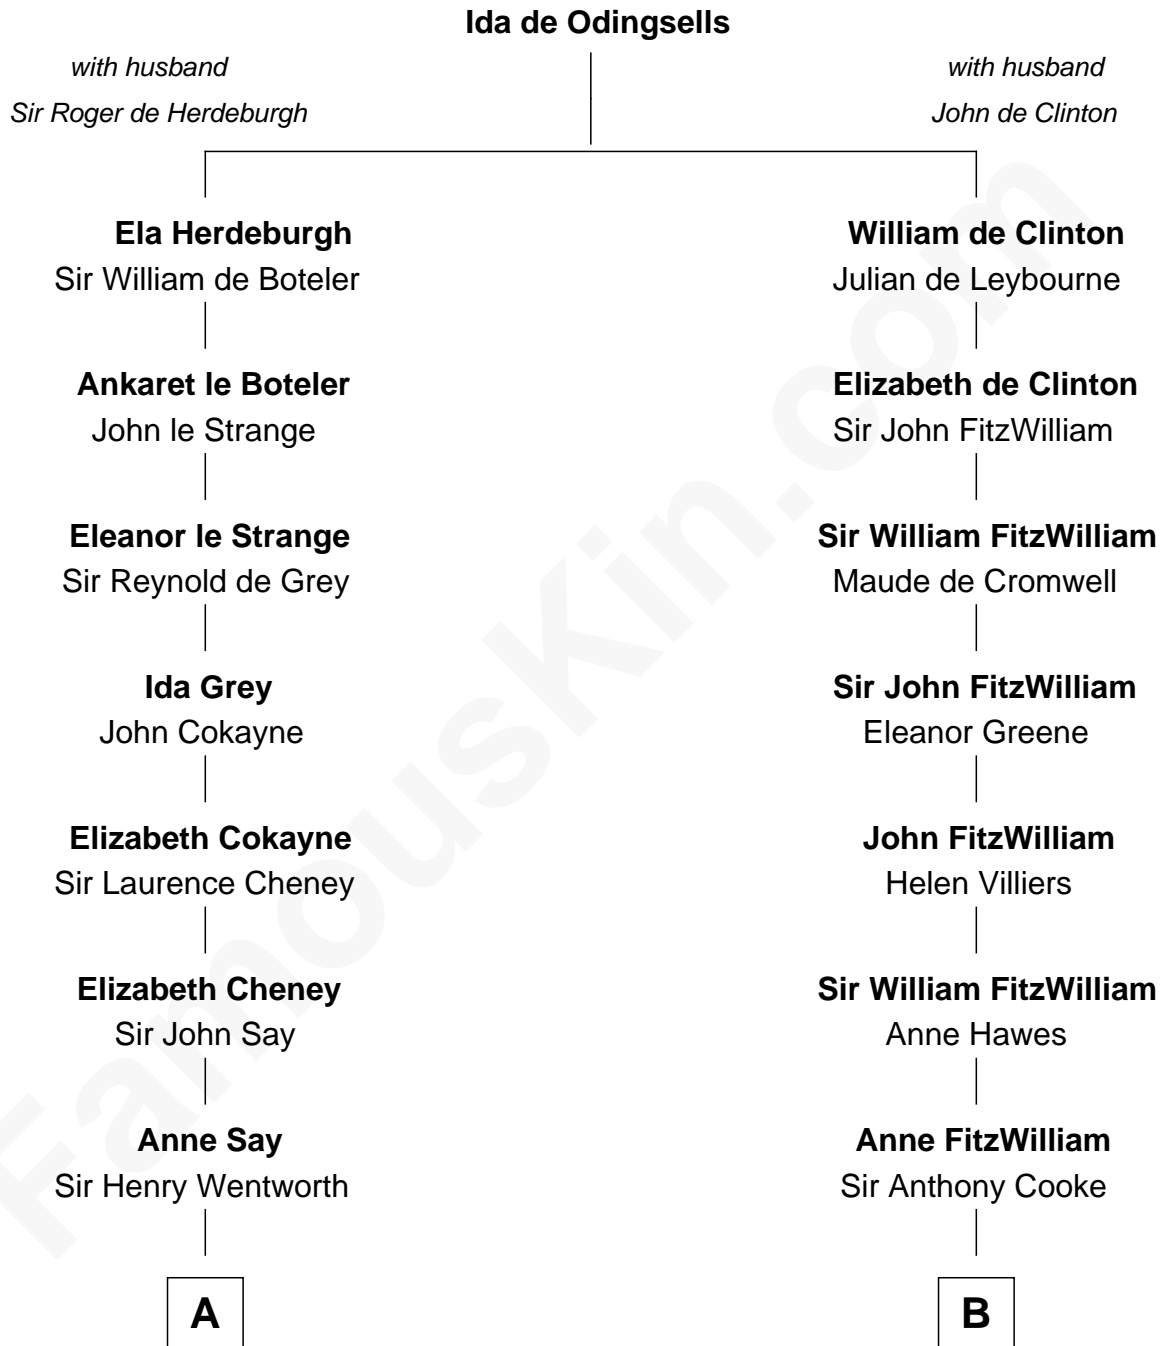 Ida de Odingsells
with husband
Sir Roger de Herdeburgh
with husband
John de Clinton
Ela Herdeburgh
Sir William de Boteler
William de Clinton
Julian de Leybourne
Ankaret le Boteler
John le Strange
Elizabeth de Clinton
Sir John FitzWilliam
Eleanor le Strange
Sir Reynold de Grey
Sir William FitzWilliam
Maude de Cromwell
Ida Grey
John Cokayne
Sir John FitzWilliam
Eleanor Greene
Elizabeth Cokayne
Sir Laurence Cheney
John FitzWilliam
Helen Villiers
Elizabeth Cheney
Sir John Say
Sir William FitzWilliam
Anne Hawes
Anne Say
Sir Henry Wentworth
Anne FitzWilliam
Sir Anthony Cooke
A
B
FamousKin.com